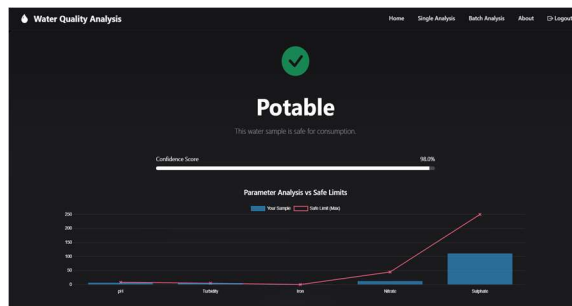 Water Quality Analysis
Home Single Analysis Batch Analysis About Logout
Potable
This water sample is safe for consumption.
Confidence Score 98.0%
Parameter Analysis vs Safe Limits
Your Sample Safe Limit (Max)
250
200
150
100
50
0
pH Turbidity Iron Nitrate Sulphate